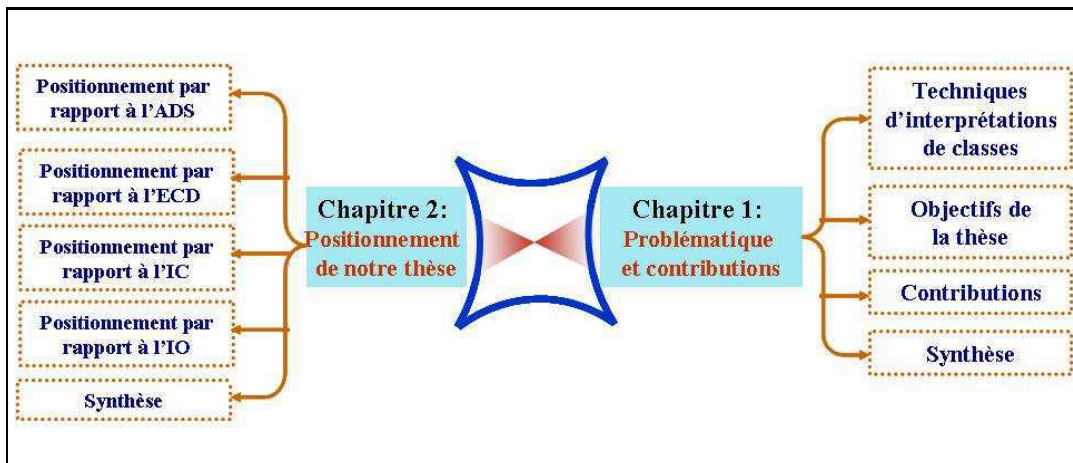 Positionnement par
rapport à l'ADS
Positionnement par
rapport à l'ECD
Positionnement par
rapport à l'IC
Positionnement par
rapport à l'IO
Synthèse
Chapitre 2:
Positionnement
de notre thèse
Chapitre 1:
Problématique
et contributions
Techniques
d'interprétations
de classes
Objectifs de
la thèse
Contributions
Synthèse